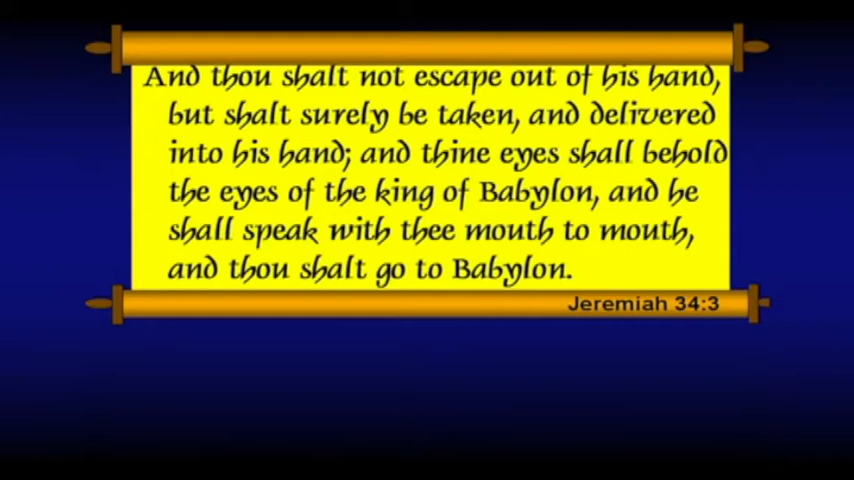 And thou shalt not escape out of his hand,
but shalt surely be taken, and delivered
into his hand; and thine eyes shall behold
the eyes of the king of Babylon, and he
shall speak with thee mouth to mouth,
and thou shalt go to Babylon.
Jeremiah 34:3